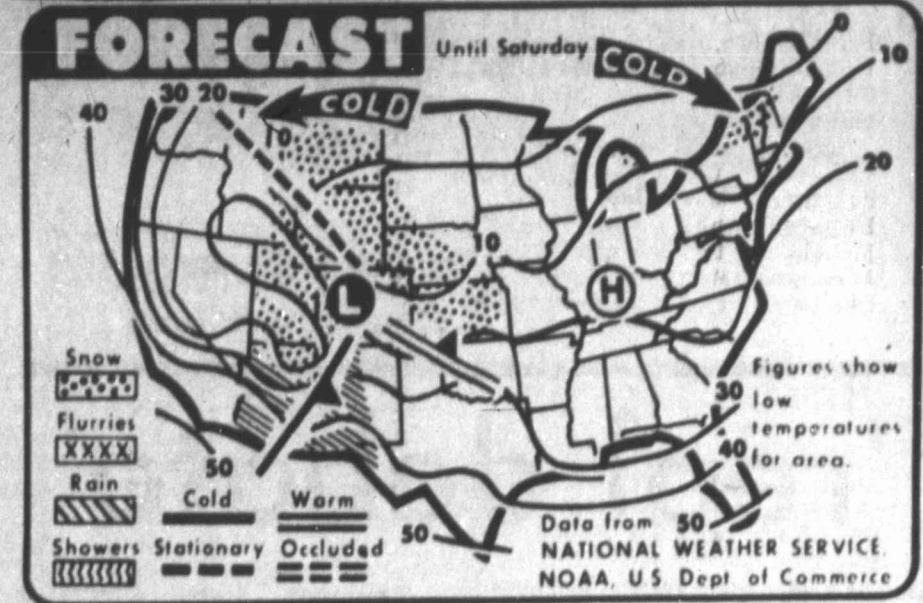 FORECAST
Until Saturday
COLD
0
10
40
30 20
COLD
10
20
10
L
H
Snow
Flurries
XXXX
Rain
50
Cold
Warm
Showers
Stationary
Occluded
50
Figures show
30 low
temperatures
40 for area.
Data from 50
NATIONAL WEATHER SERVICE,
NOAA, U.S. Dept. of Commerce